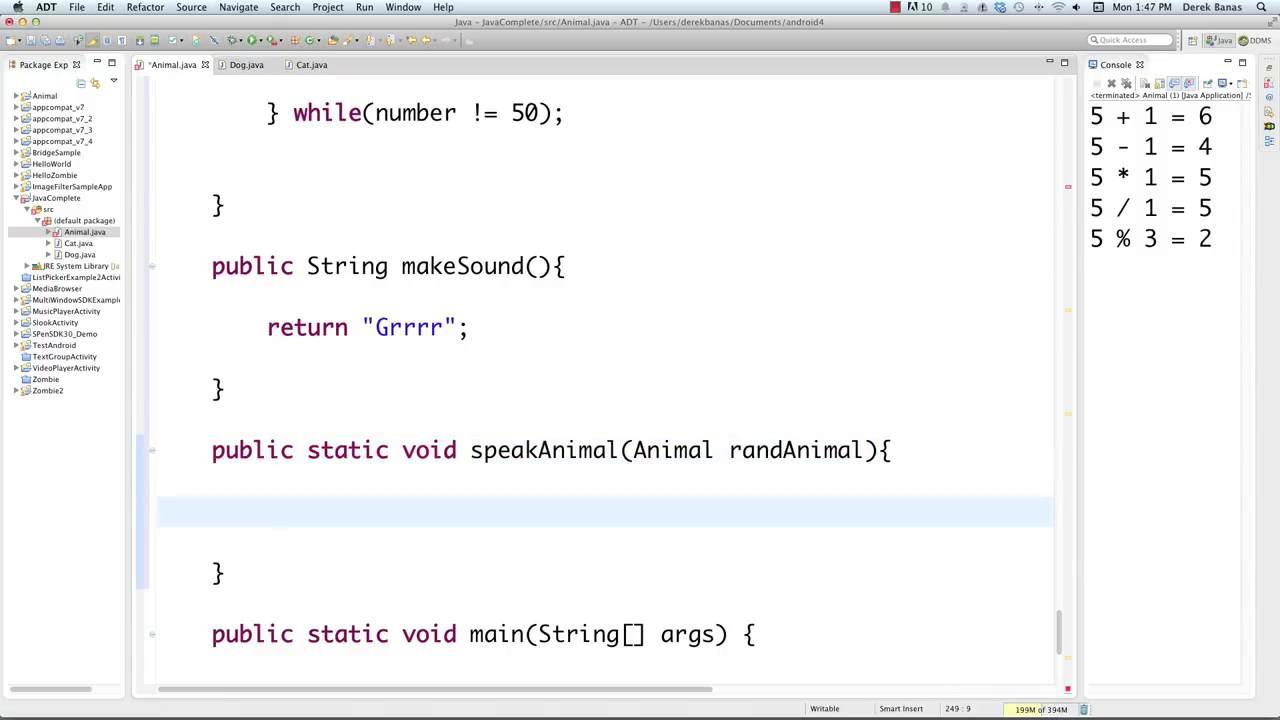 ADT File Edit Refactor Source Navigate Search Project Run Window Help 10 Mon 1:47 PM Derek Banas
Java - JavaComplete/src/Animal.java - ADT - /Users/derekbanas/Documents/android4
Quick Access Java DDMS
Package Exp *Animal.java Dog.java Cat.java Console
<terminated> Animal (1) [Java Application] /S
Animal
appcompat_v7
appcompat_v7_2
appcompat_v7_3
appcompat_v7_4
BridgeSample
HelloWorld
HelloZombie
ImageFilterSampleApp
JavaComplete
src
(default package)
Animal.java
Cat.java
Dog.java
JRE System Library [Ja
ListPickerExample2Activi
MediaBrowser
MultiWindowSDKExample
MusicPlayerActivity
SlookActivity
SPenSDK30_Demo
TestAndroid
TextGroupActivity
VideoPlayerActivity
Zombie
Zombie2
} while(number != 50);
}
public String makeSound(){
return "Grrrr";
}
public static void speakAnimal(Animal randAnimal){
}
public static void main(String[] args) {
5 + 1 = 6
5 - 1 = 4
5 * 1 = 5
5 / 1 = 5
5 % 3 = 2
Writable Smart Insert 249 : 9 199M of 394M